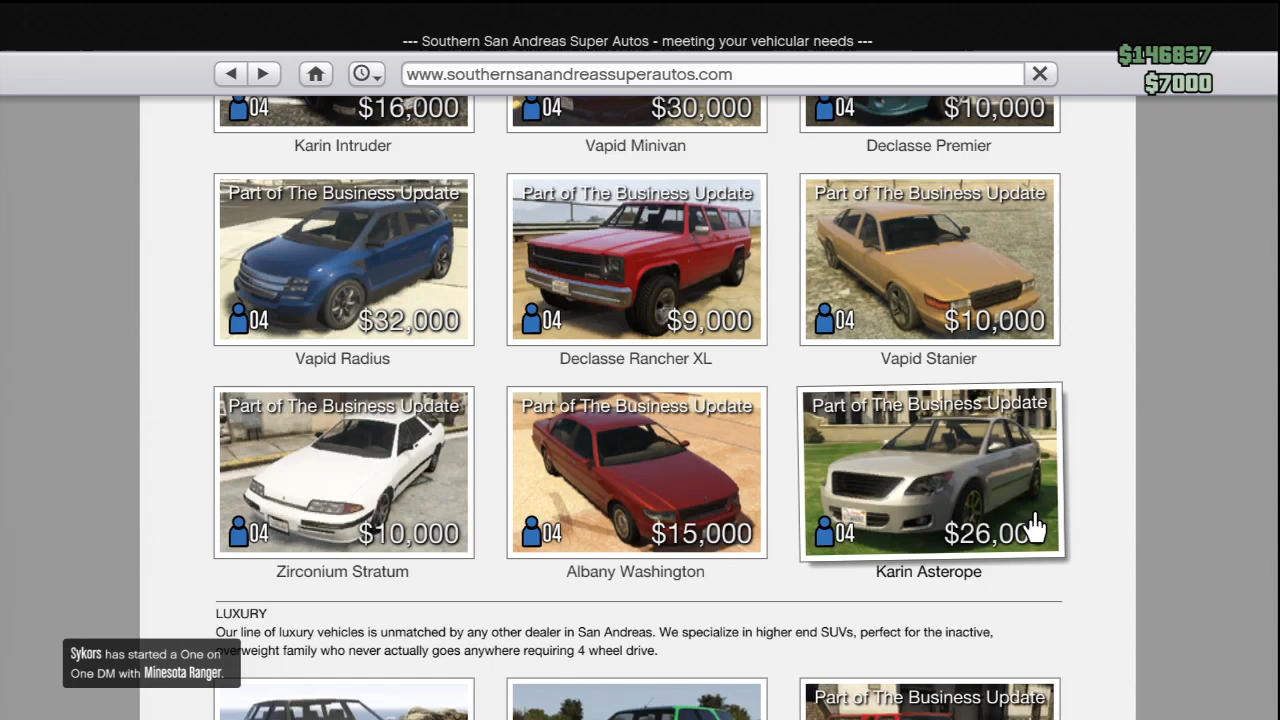 --- Southern San Andreas Super Autos - meeting your vehicular needs ---
$146837
www.southernsanandreassuperautos.com
$7000
04 $16,000
04 $30,000
04 $10,000
Karin Intruder
Vapid Minivan
Declasse Premier
Part of The Business Update
Part of The Business Update
Part of The Business Update
04 $32,000
04 $9,000
04 $10,000
Vapid Radius
Declasse Rancher XL
Vapid Stanier
Part of The Business Update
Part of The Business Update
Part of The Business Update
04 $10,000
04 $15,000
04 $26,00
Zirconium Stratum
Albany Washington
Karin Asterope
LUXURY
Our line of luxury vehicles is unmatched by any other dealer in San Andreas. We specialize in higher end SUVs, perfect for the inactive,
overweight family who never actually goes anywhere requiring 4 wheel drive.
Sykors has started a One on
One DM with Minesota Ranger.
Part of The Business Update